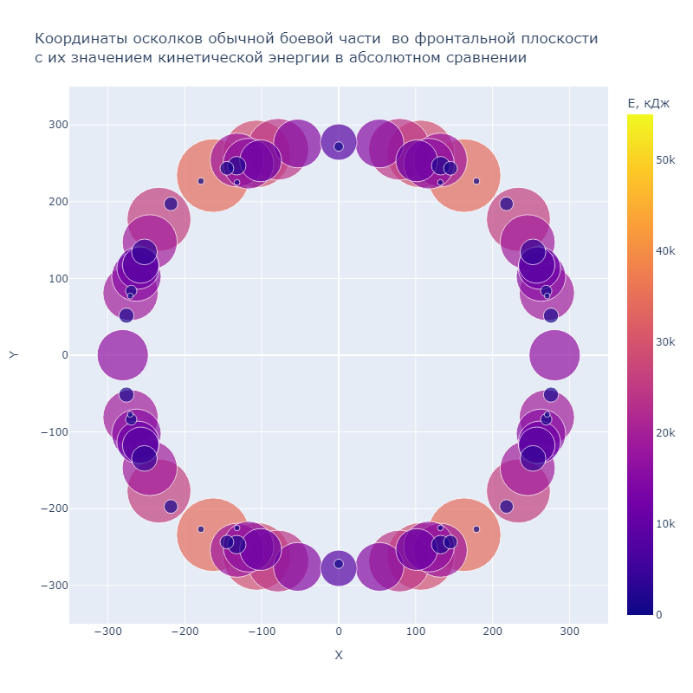 Координаты осколков обычной боевой части  во фронтальной плоскости
с их значением кинетической энергии в абсолютном сравнении
E, кДж
300
200
100
0
−100
−200
−300
Y
−300
−200
−100
0
100
200
300
X
50k
40k
30k
20k
10k
0